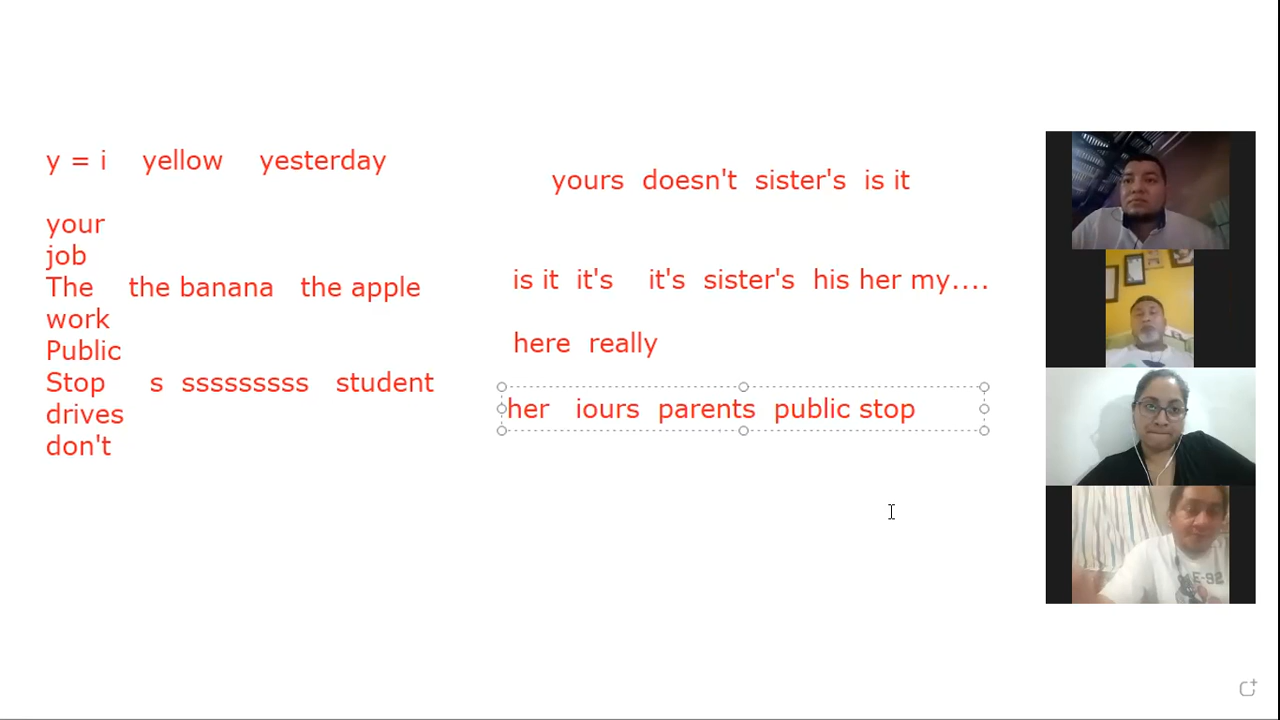 y = i yellow yesterday
your
job
The the banana the apple
work
Public
Stop s sssssssss student
drives
don't
yours doesn't sister's is it
is it it's it's sister's his her my....
here really
her iours parents public stop
E-92